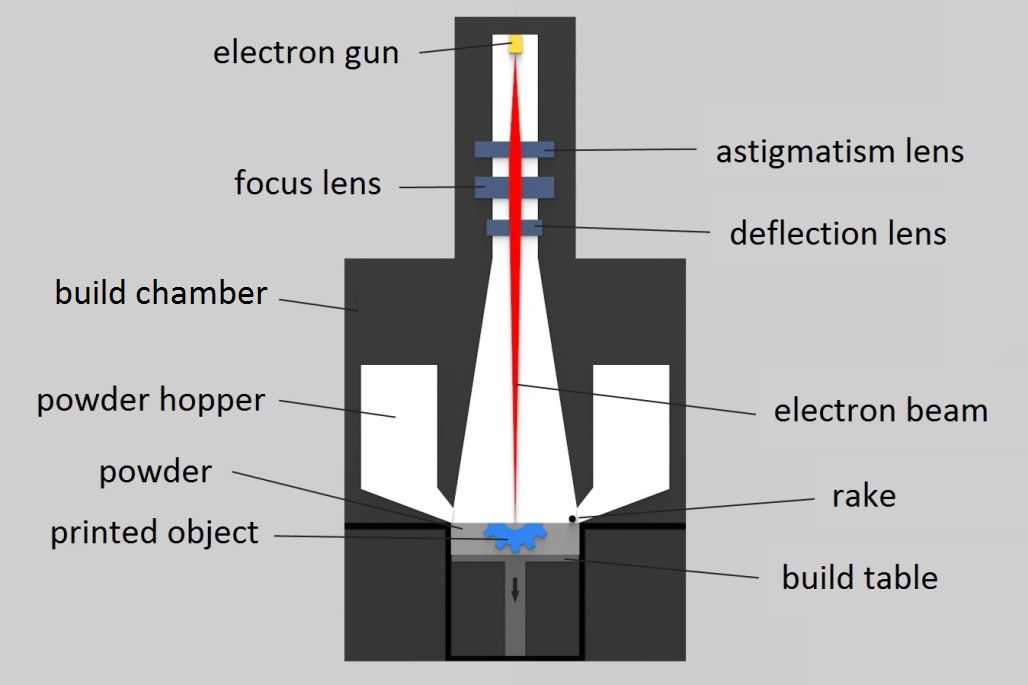 electron gun
astigmatism lens
focus lens
deflection lens
build chamber
powder hopper
electron beam
powder
rake
printed object
build table